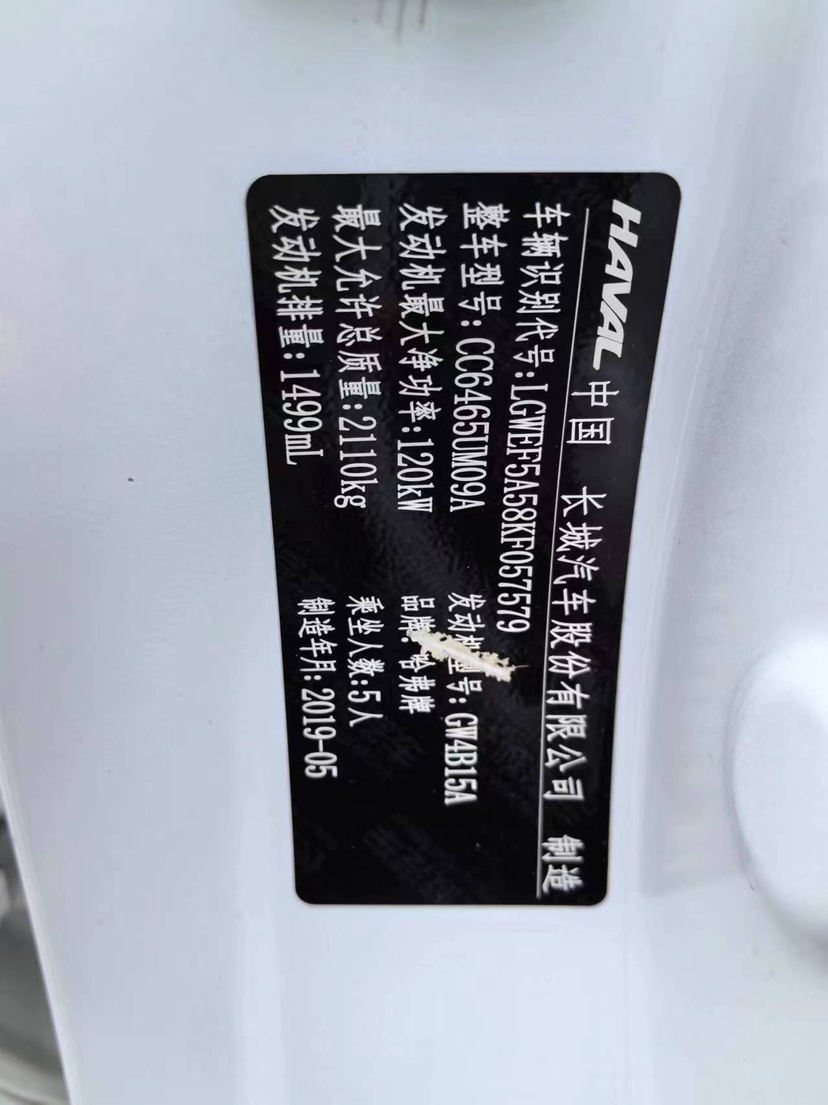 HAVAL 中国 长城汽车股份有限公司 制造
车辆识别代号:LGWEF5A58KF057579
整车型号:CC6465UM09A 发动机型号:GW4B15A
发动机最大净功率:120kW 品牌:哈弗牌
最大允许总质量:2110kg 乘坐人数:5人
发动机排量:1499mL 制造年月:2019-05